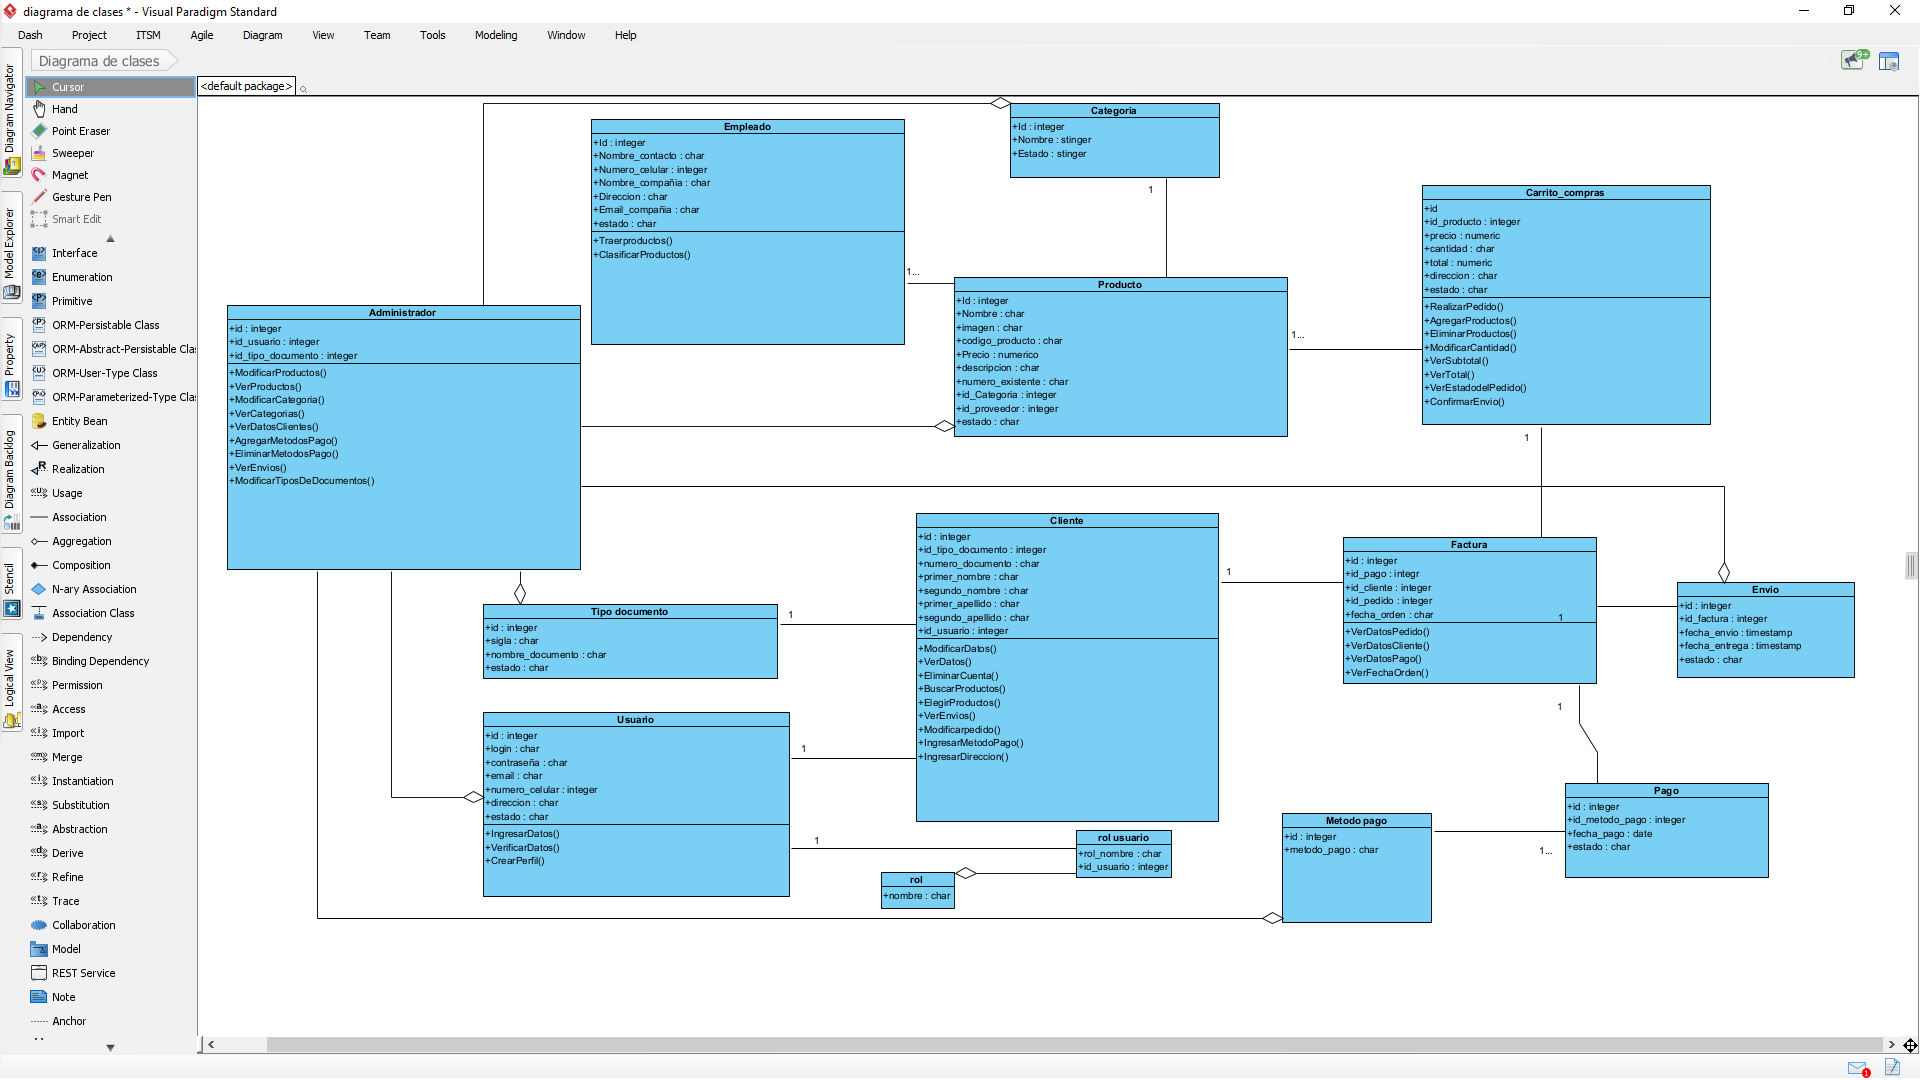 diagrama de clases * - Visual Paradigm Standard
Dash Project ITSM Agile Diagram View Team Tools Modeling Window Help
Diagrama de clases
9+
Diagram Navigator
Model Explorer
Property
Diagram Backlog
Stencil
Logical View
Cursor
Hand
Point Eraser
Sweeper
Magnet
Gesture Pen
Smart Edit
Interface
Enumeration
Primitive
ORM-Persistable Class
ORM-Abstract-Persistable Clas
ORM-User-Type Class
ORM-Parameterized-Type Clas
Entity Bean
Generalization
Realization
Usage
Association
Aggregation
Composition
N-ary Association
Association Class
Dependency
Binding Dependency
Permission
Access
Import
Merge
Instantiation
Substitution
Abstraction
Derive
Refine
Trace
Collaboration
Model
REST Service
Note
Anchor
<default package>
Categoria
+Id : integer
+Nombre : stinger
+Estado : stinger
1
Empleado
+Id : integer
+Nombre_contacto : char
+Numero_celular : integer
+Nombre_compañia : char
+Direccion : char
+Email_compañia : char
+estado : char
+Traerproductos()
+ClasificarProductos()
1...
Carrito_compras
+id
+id_producto : integer
+precio : numeric
+cantidad : char
+total : numeric
+direccion : char
+estado : char
+RealizarPedido()
+AgregarProductos()
+EliminarProductos()
+ModificarCantidad()
+VerSubtotal()
+VerTotal()
+VerEstadodelPedido()
+ConfirmarEnvio()
1
Producto
+Id : integer
+Nombre : char
+imagen : char
+codigo_producto : char
+Precio : numerico
+descripcion : char
+numero_existente : char
+id_Categoria : integer
+id_proveedor : integer
+estado : char
1...
Administrador
+id : integer
+id_usuario : integer
+id_tipo_documento : integer
+ModificarProductos()
+VerProductos()
+ModificarCategoria()
+VerCategorias()
+VerDatosClientes()
+AgregarMetodosPago()
+EliminarMetodosPago()
+VerEnvios()
+ModificarTiposDeDocumentos()
Cliente
+id : integer
+id_tipo_documento : integer
+numero_documento : char
+primer_nombre : char
+segundo_nombre : char
+primer_apellido : char
+segundo_apellido : char
+id_usuario : integer
+ModificarDatos()
+VerDatos()
+EliminarCuenta()
+BuscarProductos()
+ElegirProductos()
+VerEnvios()
+Modificarpedido()
+IngresarMetodoPago()
+IngresarDireccion()
1
Factura
+id : integer
+id_pago : integr
+id_cliente : integer
+id_pedido : integer
+fecha_orden : char
1
+VerDatosPedido()
+VerDatosCliente()
+VerDatosPago()
+VerFechaOrden()
1
Envio
+id : integer
+id_factura : integer
+fecha_envio : timestamp
+fecha_entrega : timestamp
+estado : char
Tipo documento
+id : integer
+sigla : char
+nombre_documento : char
+estado : char
1
Usuario
+id : integer
+login : char
+contraseña : char
+email : char
+numero_celular : integer
+direccion : char
+estado : char
+IngresarDatos()
+VerificarDatos()
+CrearPerfil()
1
1
rol usuario
+rol_nombre : char
+id_usuario : integer
rol
+nombre : char
Metodo pago
+id : integer
+metodo_pago : char
1...
Pago
+id : integer
+id_metodo_pago : integer
+fecha_pago : date
+estado : char
1